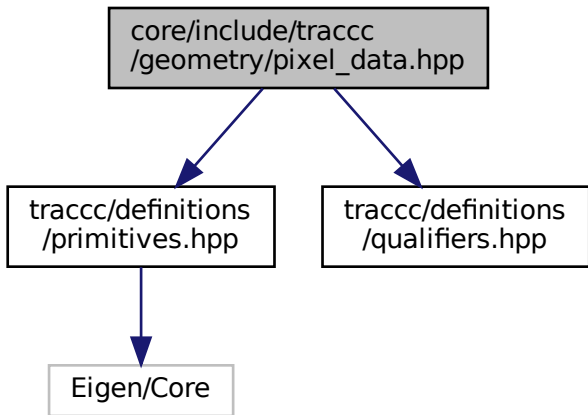 core/include/traccc
/geometry/pixel_data.hpp
traccc/definitions
/primitives.hpp
traccc/definitions
/qualifiers.hpp
Eigen/Core